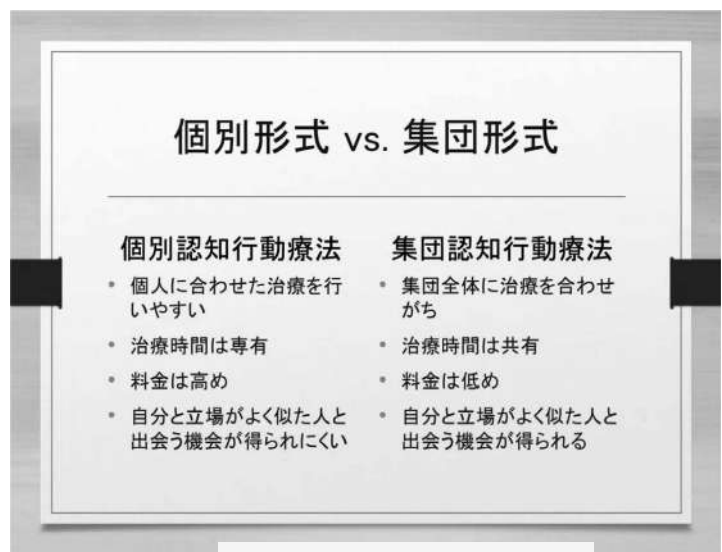 個別形式 vs. 集団形式
個別認知行動療法
• 個人に合わせた治療を行
いやすい
• 治療時間は専有
• 料金は高め
• 自分と立場がよく似た人と
出会う機会が得られにくい
集団認知行動療法
• 集団全体に治療を合わせ
がち
• 治療時間は共有
• 料金は低め
• 自分と立場がよく似た人と
出会う機会が得られる